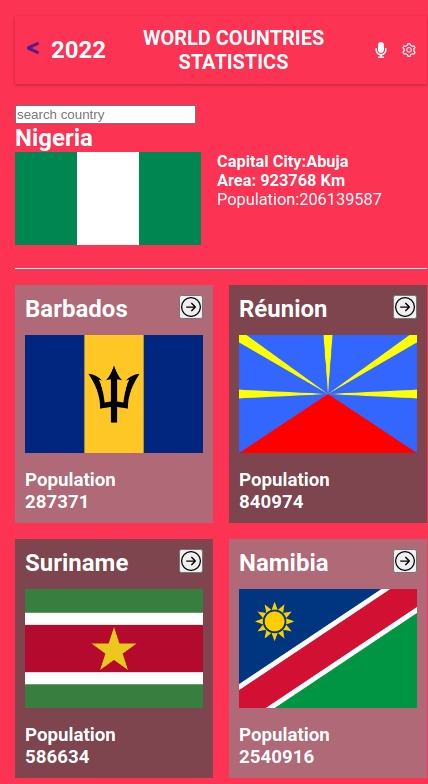 < 2022 WORLD COUNTRIES
STATISTICS
search country
Nigeria
Capital City:Abuja
Area: 923768 Km
Population:206139587
Barbados
Population
287371
Réunion
Population
840974
Suriname
Population
586634
Namibia
Population
2540916